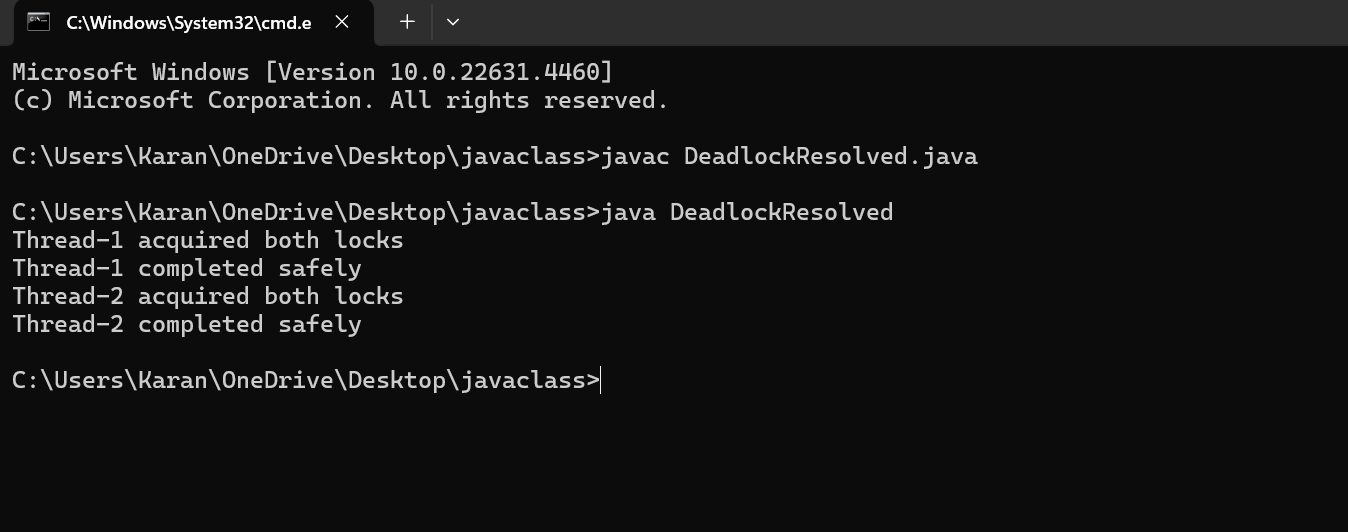 C:\Windows\System32\cmd.e
Microsoft Windows [Version 10.0.22631.4460]
(c) Microsoft Corporation. All rights reserved.
C:\Users\Karan\OneDrive\Desktop\javaclass>javac DeadlockResolved.java
C:\Users\Karan\OneDrive\Desktop\javaclass>java DeadlockResolved
Thread-1 acquired both locks
Thread-1 completed safely
Thread-2 acquired both locks
Thread-2 completed safely
C:\Users\Karan\OneDrive\Desktop\javaclass>